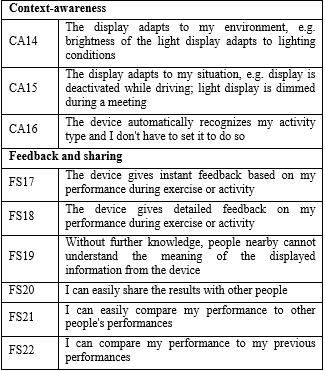 Context-awareness
CA14 The display adapts to my environment, e.g.
brightness of the light display adapts to lighting
conditions
CA15 The display adapts to my situation, e.g. display is
deactivated while driving; light display is dimmed
during a meeting
CA16 The device automatically recognizes my activity
type and I don't have to set it to do so
Feedback and sharing
FS17 The device gives instant feedback based on my
performance during exercise or activity
FS18 The device gives detailed feedback on my
performance during exercise or activity
FS19 Without further knowledge, people nearby cannot
understand the meaning of the displayed
information from the device
FS20 I can easily share the results with other people
FS21 I can easily compare my performance to other
people's performances
FS22 I can compare my performance to my previous
performances